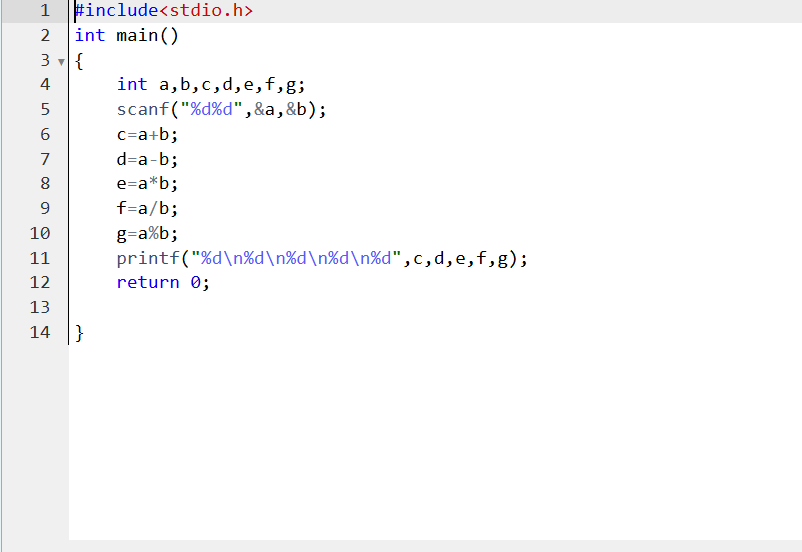 1 #include<stdio.h>
2 int main()
3 {
4 int a,b,c,d,e,f,g;
5 scanf("%d%d",&a,&b);
6 c=a+b;
7 d=a-b;
8 e=a*b;
9 f=a/b;
10 g=a%b;
11 printf("%d\n%d\n%d\n%d\n%d",c,d,e,f,g);
12 return 0;
13
14 }